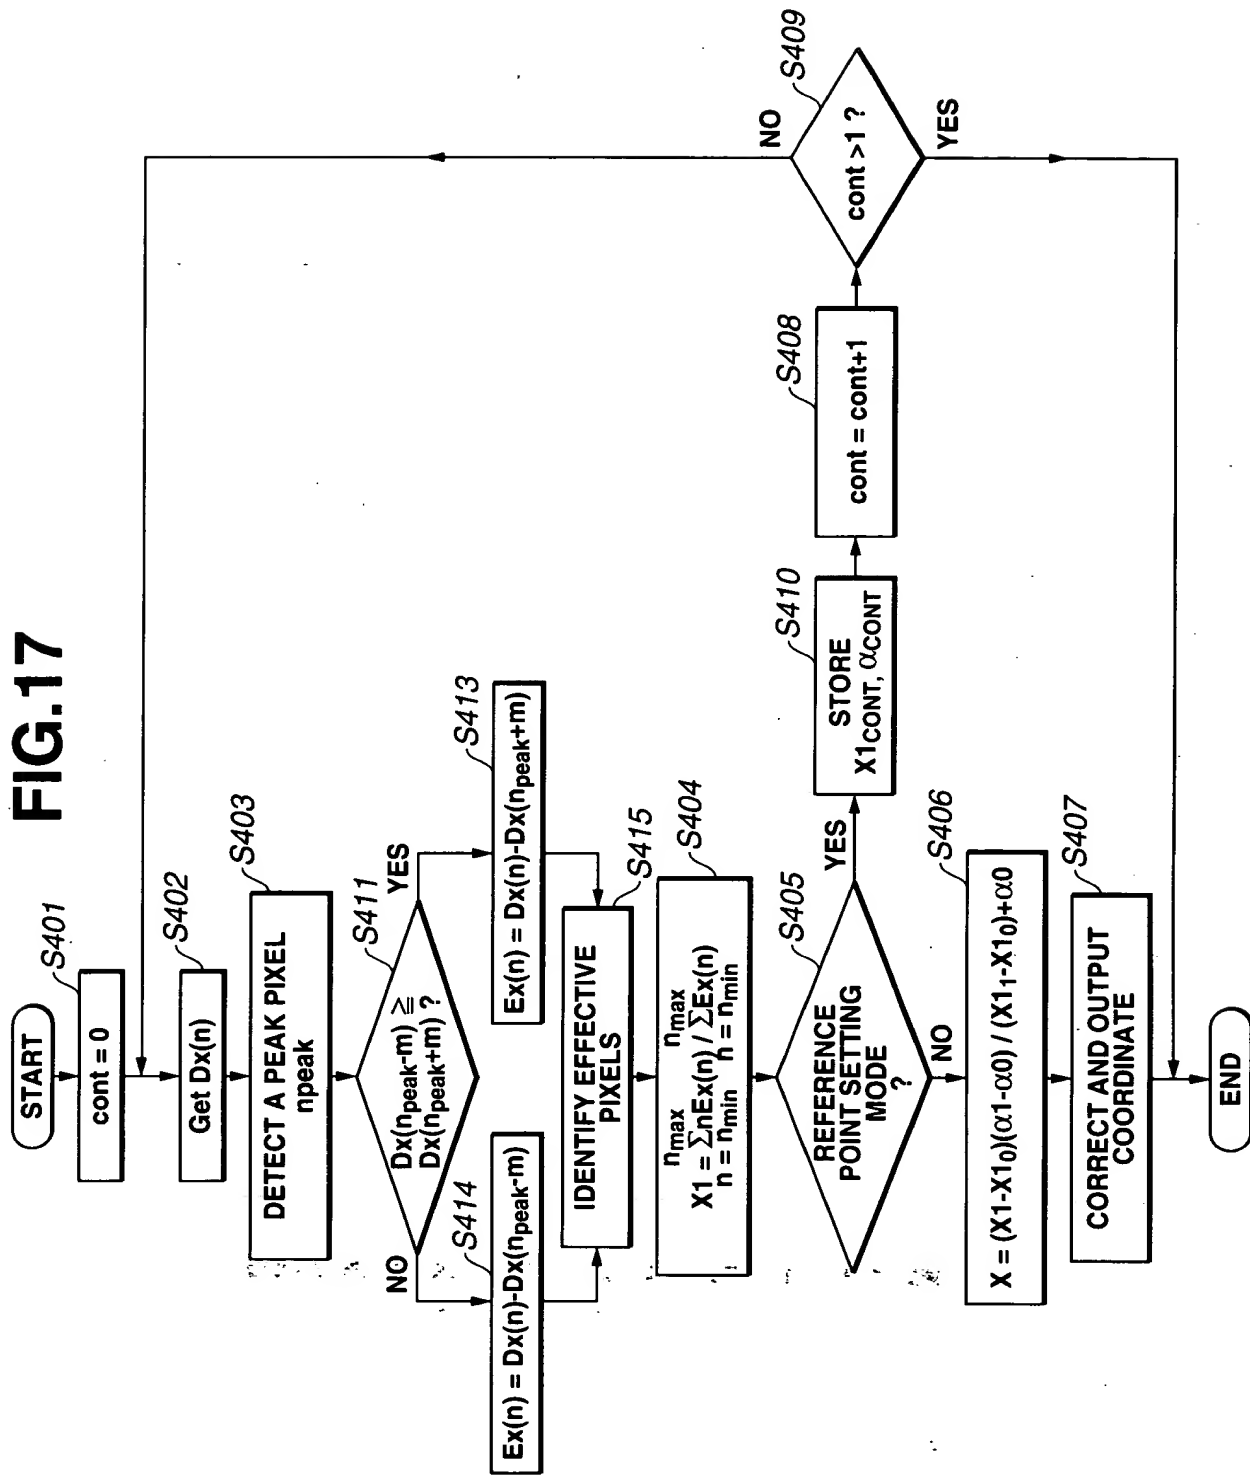 FIG.17
START
S401
cont = 0
S402
Get Dx(n)
S403
DETECT A PEAK PIXEL
npeak
S411
Dx(npeak-m) ≧
Dx(npeak+m) ?
YES
NO
S413
Ex(n) = Dx(n)-Dx(npeak+m)
S414
Ex(n) = Dx(n)-Dx(npeak-m)
S415
IDENTIFY EFFECTIVE
PIXELS
S404
nmax nmax
X1 = ΣnEx(n) / ΣEx(n)
n = nmin n = nmin
S405
REFERENCE
POINT SETTING
MODE
?
YES
NO
S410
STORE
X1CONT, αCONT
S408
cont = cont+1
S409
cont >1 ?
NO
YES
S406
X = (X1-X10)(α1-α0) / (X11-X10)+α0
S407
CORRECT AND OUTPUT
COORDINATE
END